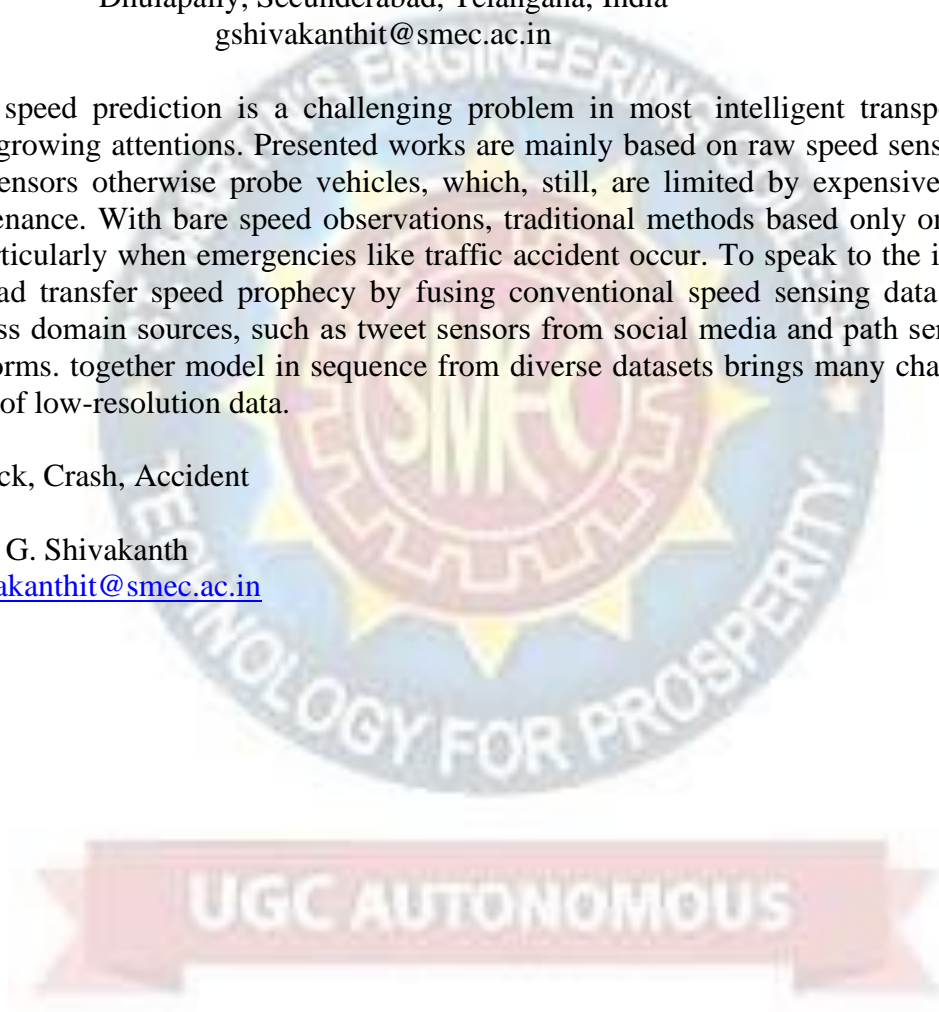 Dhulapally, Secunderabad, Telangana, India
gshivakanthit@smec.ac.in
speed prediction is a challenging problem in most intelligent transp
growing attentions. Presented works are mainly based on raw speed sens
ensors otherwise probe vehicles, which, still, are limited by expensive
enance. With bare speed observations, traditional methods based only on
rticularly when emergencies like traffic accident occur. To speak to the i
ad transfer speed prophecy by fusing conventional speed sensing data
ss domain sources, such as tweet sensors from social media and path sen
orms. together model in sequence from diverse datasets brings many cha
of low-resolution data.
ck, Crash, Accident
G. Shivakanth
akanthit@smec.ac.in
ENGINEERING
SMEC
TECHNOLOGY FOR PROSPERITY
UGC AUTONOMOUS